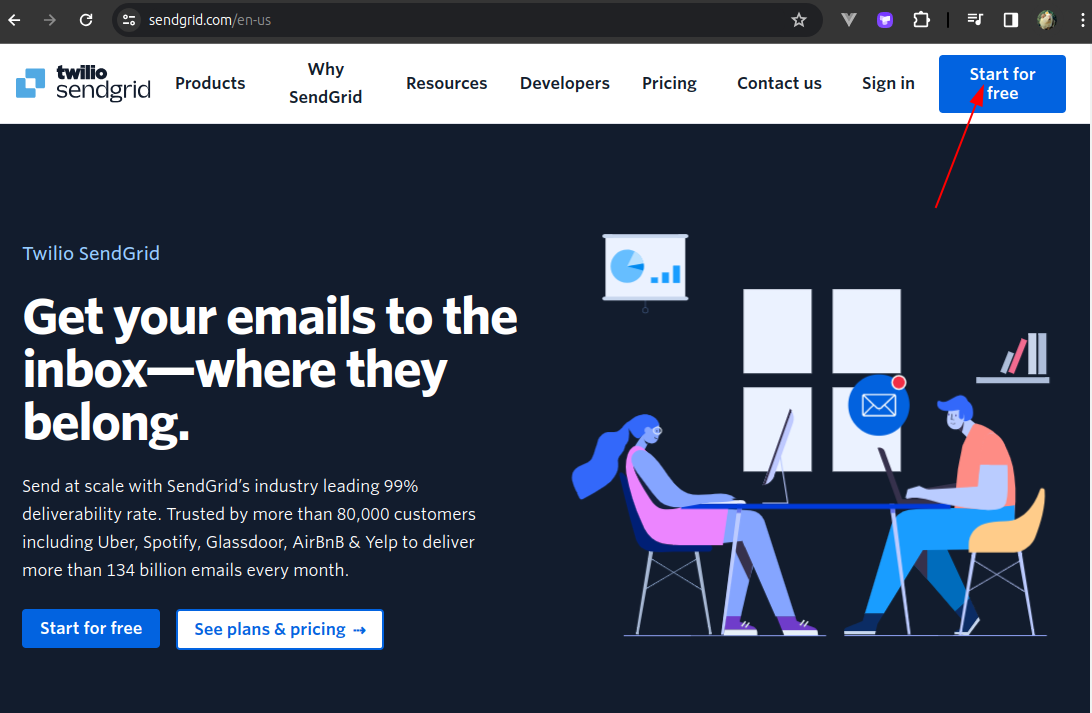 sendgrid.com/en-us
twilio
sendgrid
Products
Why
SendGrid
Resources
Developers
Pricing
Contact us
Sign in
Start for
free
Twilio SendGrid
Get your emails to the
inbox—where they
belong.
Send at scale with SendGrid’s industry leading 99%
deliverability rate. Trusted by more than 80,000 customers
including Uber, Spotify, Glassdoor, AirBnB & Yelp to deliver
more than 134 billion emails every month.
Start for free
See plans & pricing ⇢